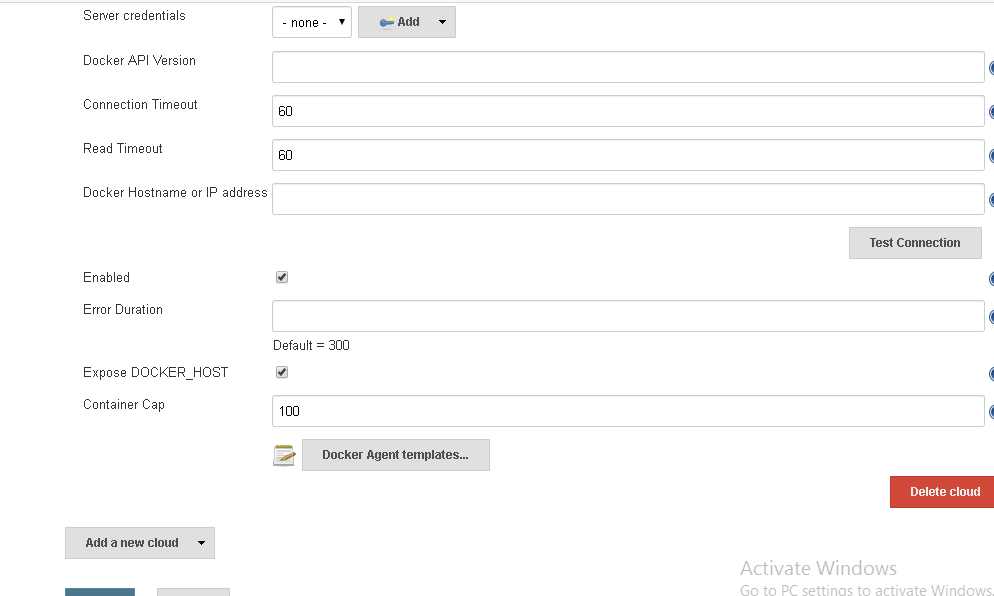 Server credentials
- none -
Add
Docker API Version
Connection Timeout
60
Read Timeout
60
Docker Hostname or IP address
Test Connection
Enabled
Error Duration
Default = 300
Expose DOCKER_HOST
Container Cap
100
Docker Agent templates...
Delete cloud
Add a new cloud
Activate Windows
Go to PC settings to activate Windows.